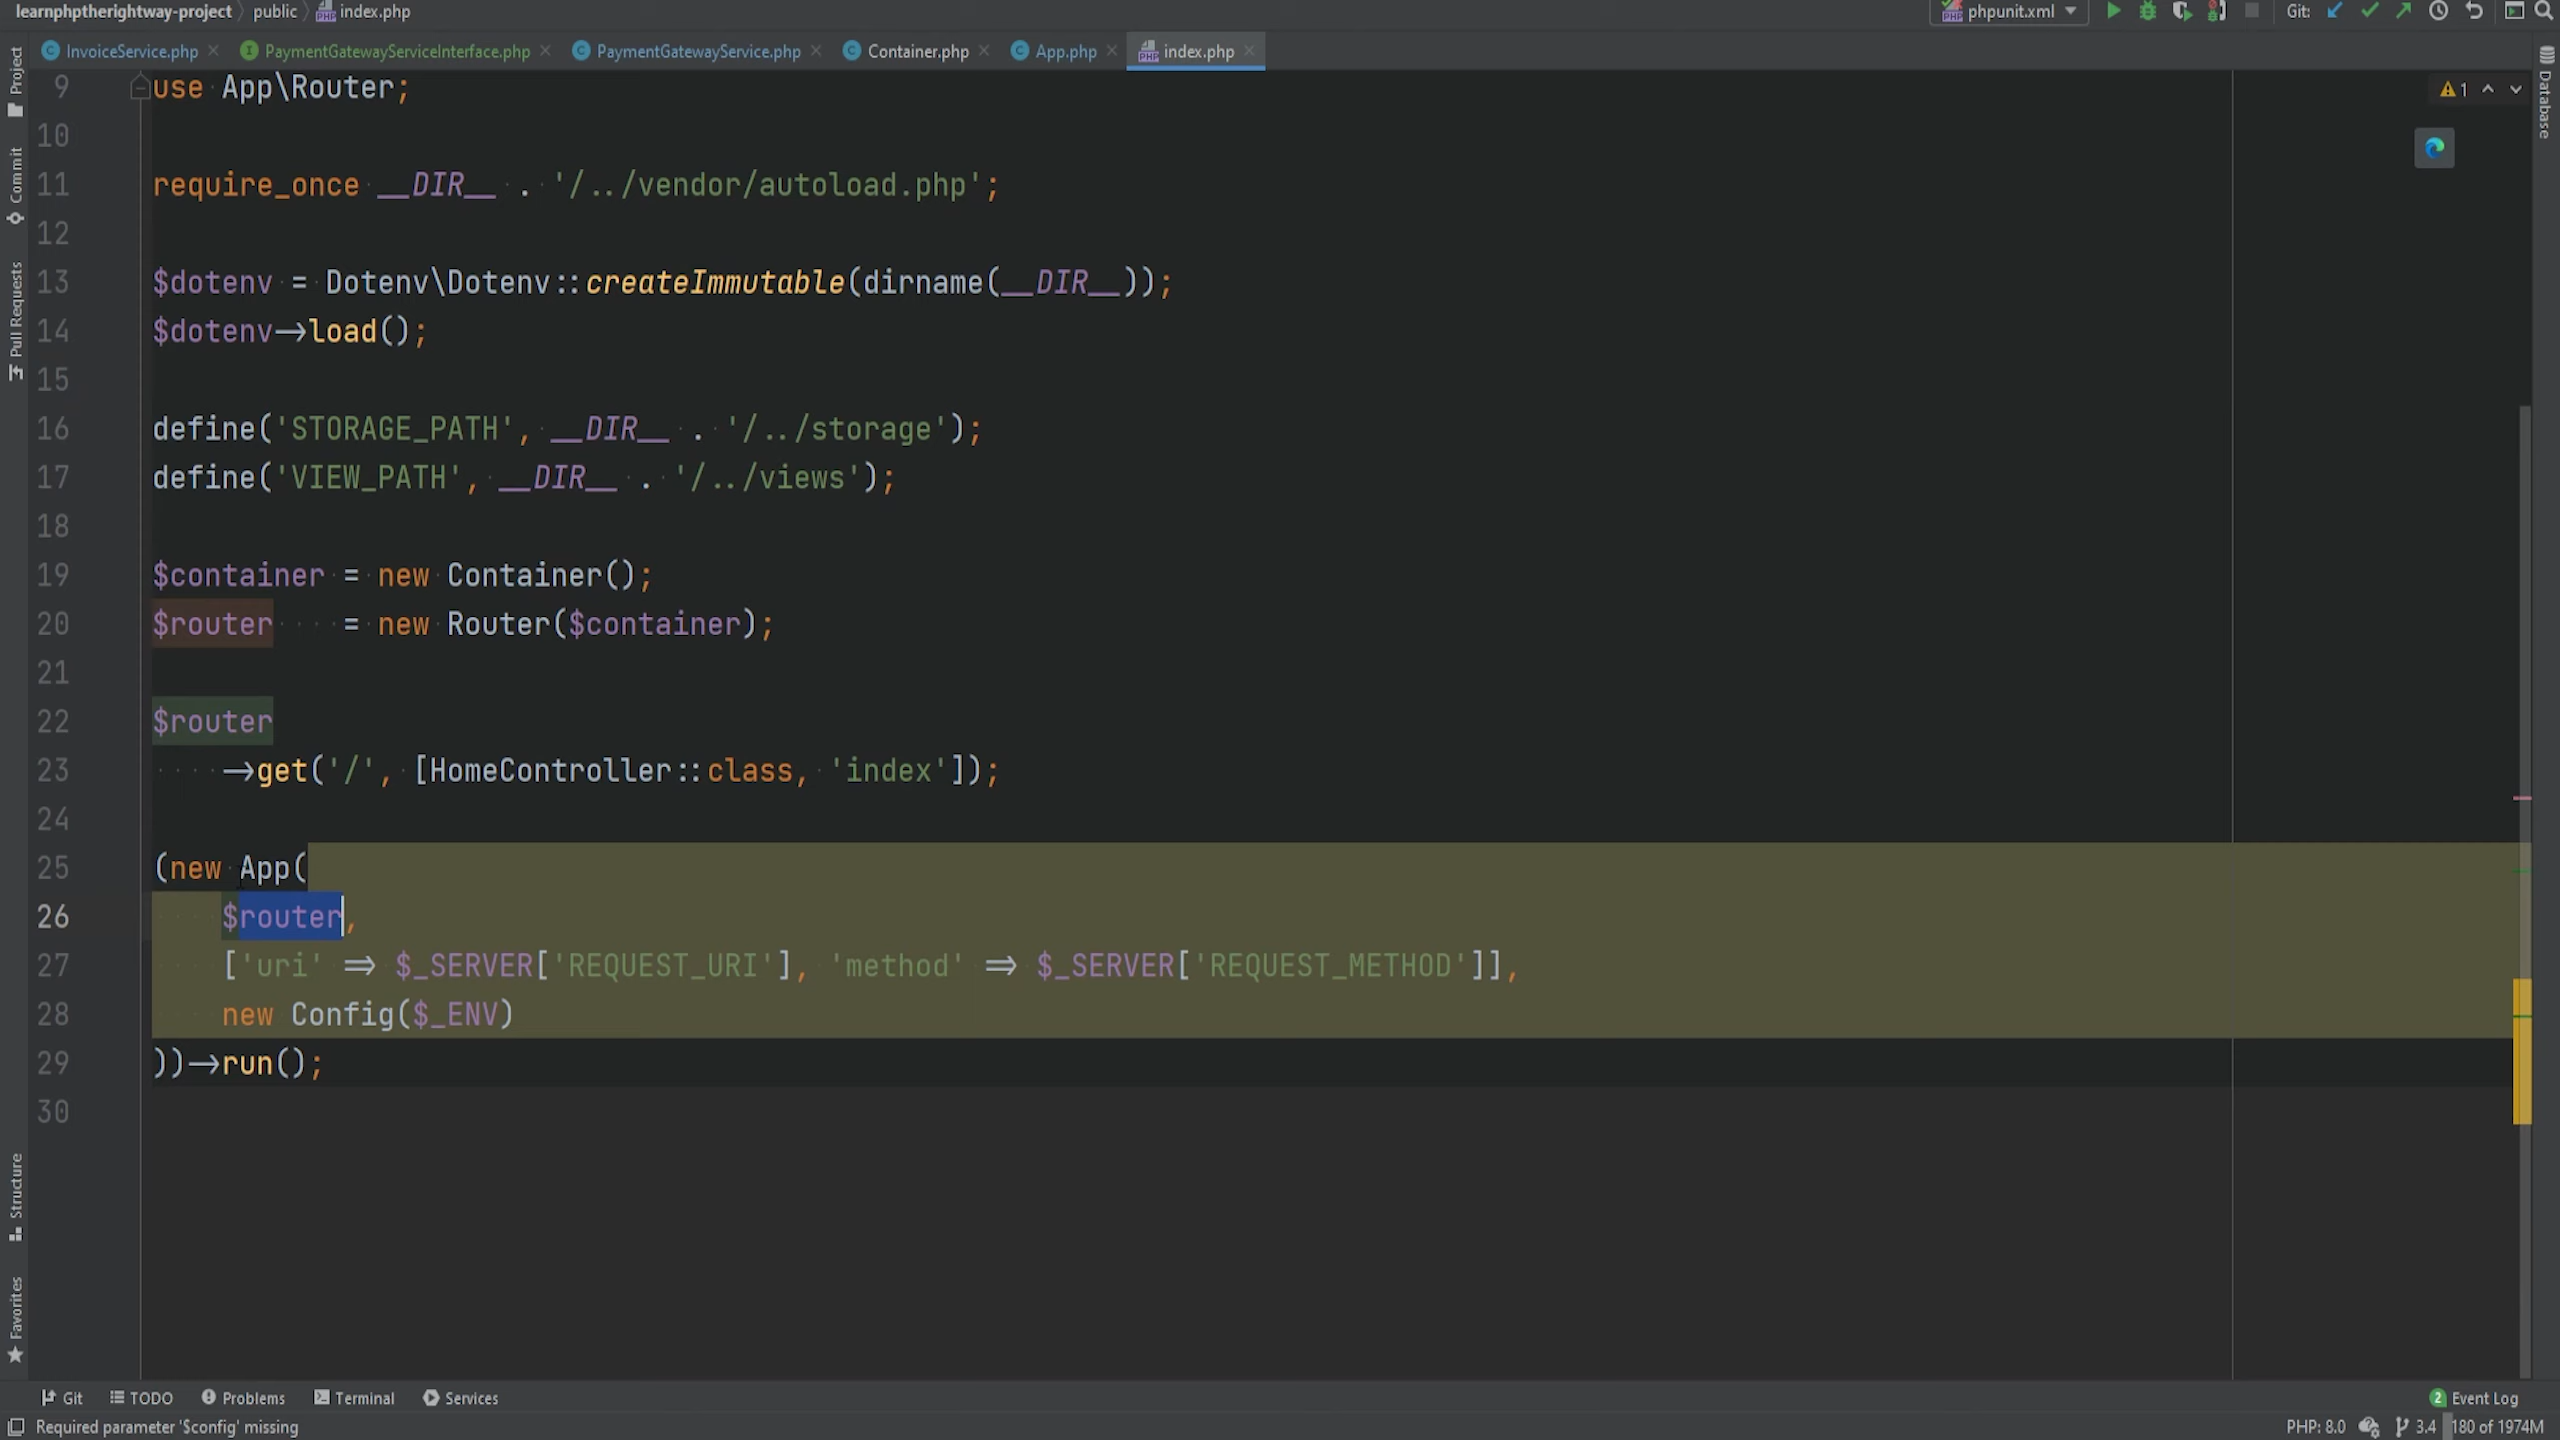 learnphptherightway-project
public
index.php
phpunit.xml
Git:
InvoiceService.php
PaymentGatewayServiceInterface.php
PaymentGatewayService.php
Container.php
App.php
index.php
Project
Commit
Pull Requests
Structure
Favorites
Database
1
9 use App\Router;
10
11 require_once __DIR__ . '/../vendor/autoload.php';
12
13 $dotenv = Dotenv\Dotenv::createImmutable(dirname(__DIR__));
14 $dotenv->load();
15
16 define('STORAGE_PATH', __DIR__ . '/../storage');
17 define('VIEW_PATH', __DIR__ . '/../views');
18
19 $container = new Container();
20 $router = new Router($container);
21
22 $router
23 ->get('/', [HomeController::class, 'index']);
24
25 (new App(
26 $router,
27 ['uri' => $_SERVER['REQUEST_URI'], 'method' => $_SERVER['REQUEST_METHOD']],
28 new Config($_ENV)
29 ))->run();
30
Git
TODO
Problems
Terminal
Services
2 Event Log
Required parameter '$config' missing
PHP: 8.0
3.4
180 of 1974M